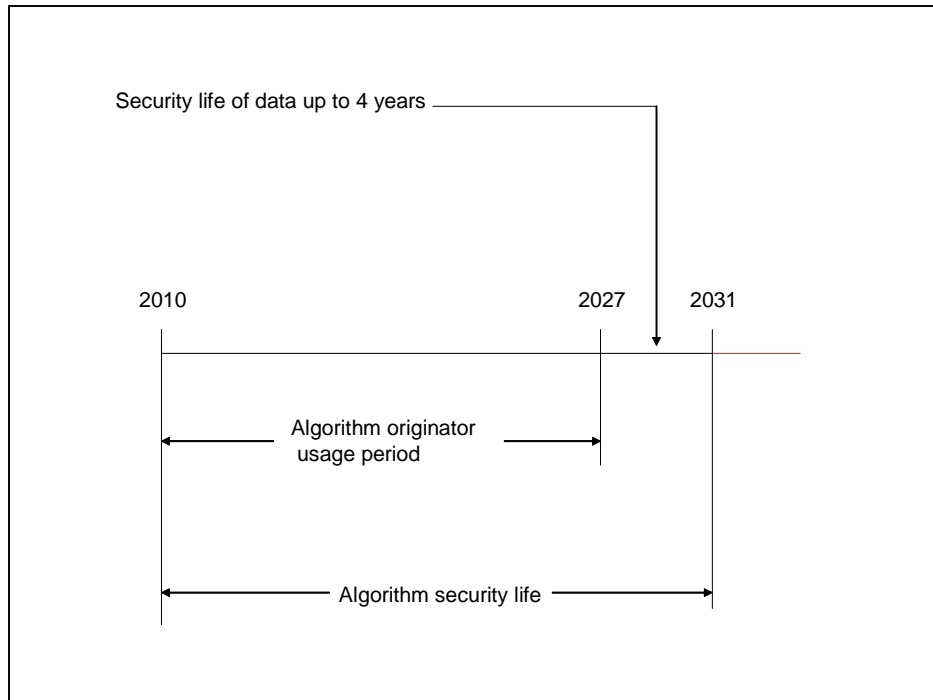 Security life of data up to 4 years
2010
2027
2031
Algorithm originator
usage period
Algorithm security life